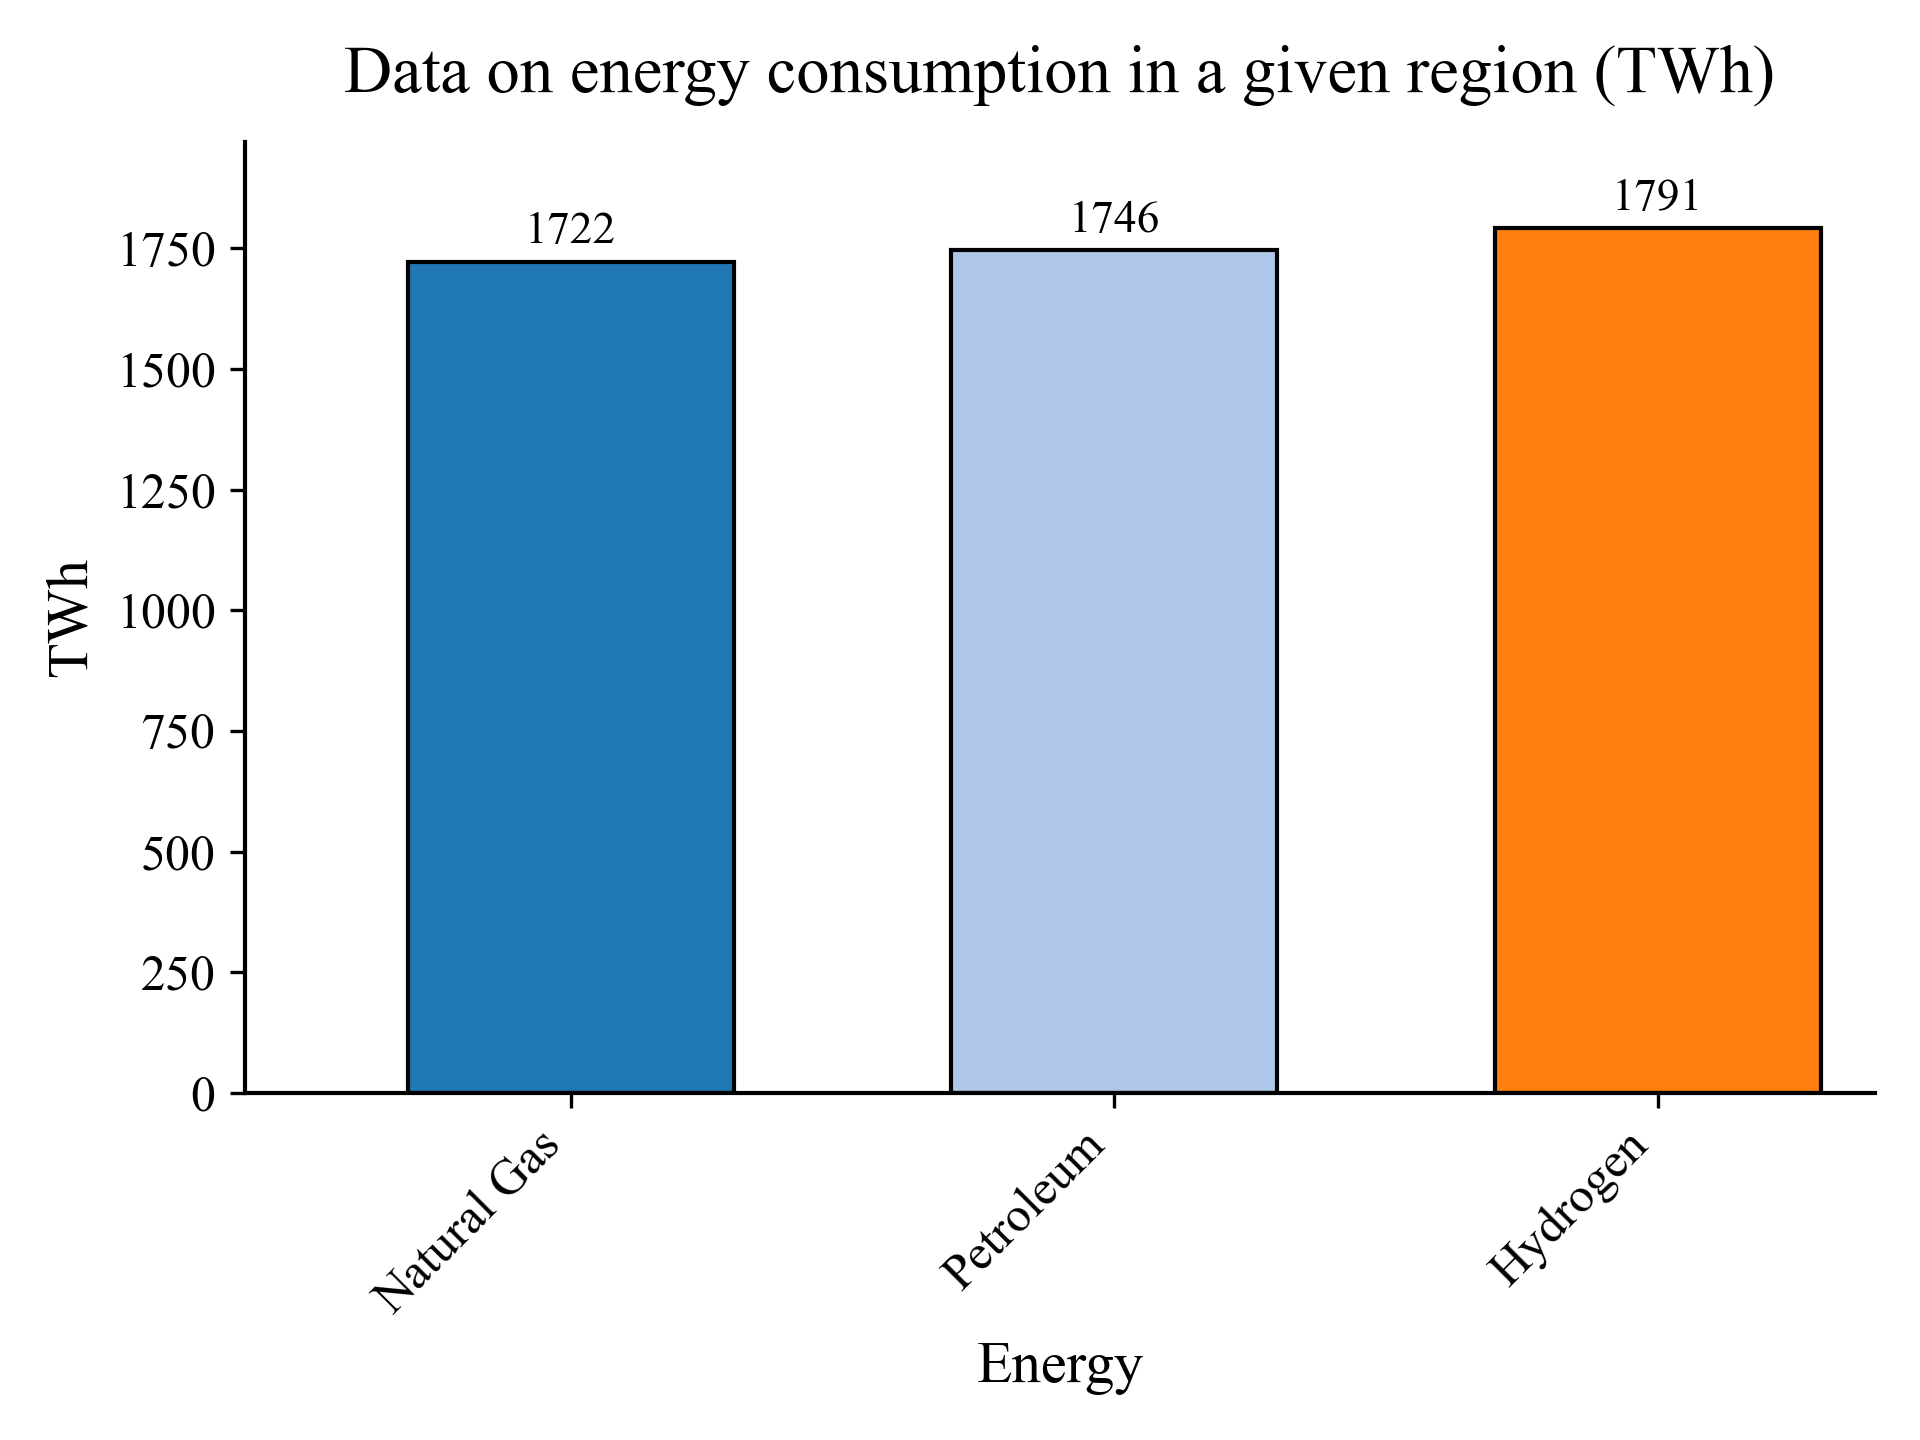 Data on energy consumption in a given region (TWh)
1722
1746
1791
1750
1500
1250
1000
750
500
250
0
TWh
Natural Gas
Petroleum
Hydrogen
Energy